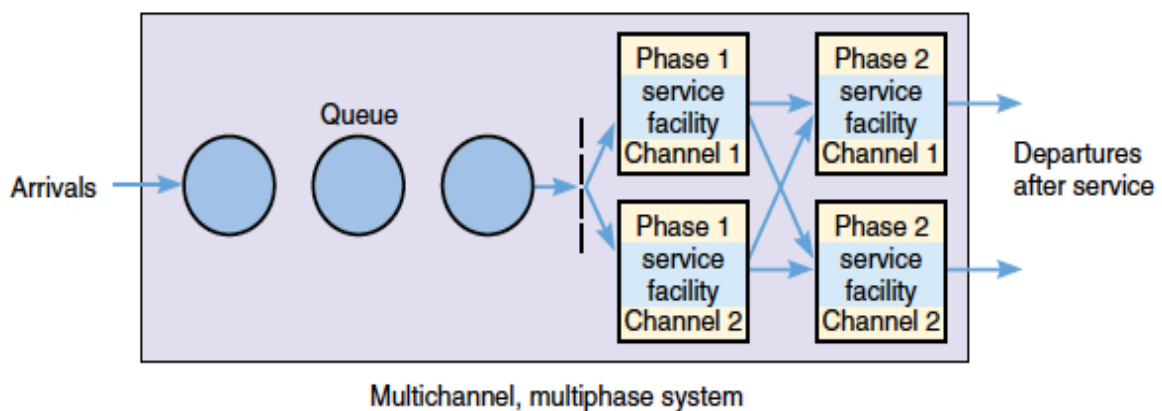 Arrivals
Queue
Phase 1
service
facility
Channel 1
Phase 2
service
facility
Channel 1
Phase 1
service
facility
Channel 2
Phase 2
service
facility
Channel 2
Departures
after service
Multichannel, multiphase system